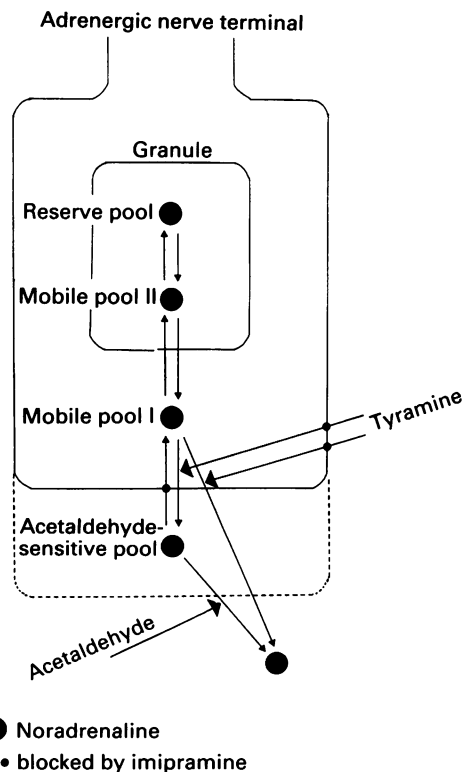 Adrenergic nerve terminal
Granule
Reserve pool
Mobile pool II
Mobile pool I
Tyramine
Acetaldehyde-
sensitive pool
Acetaldehyde
Noradrenaline
blocked by imipramine